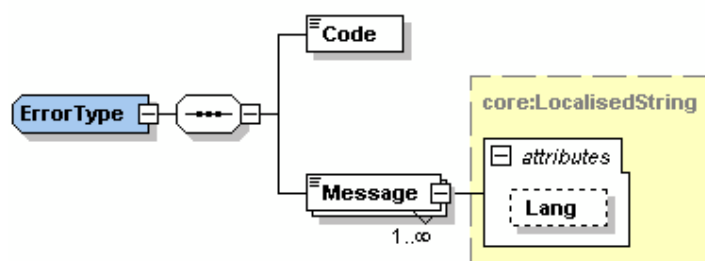 Code
core:LocalisedString
ErrorType
attributes
Message
Lang
1..∞